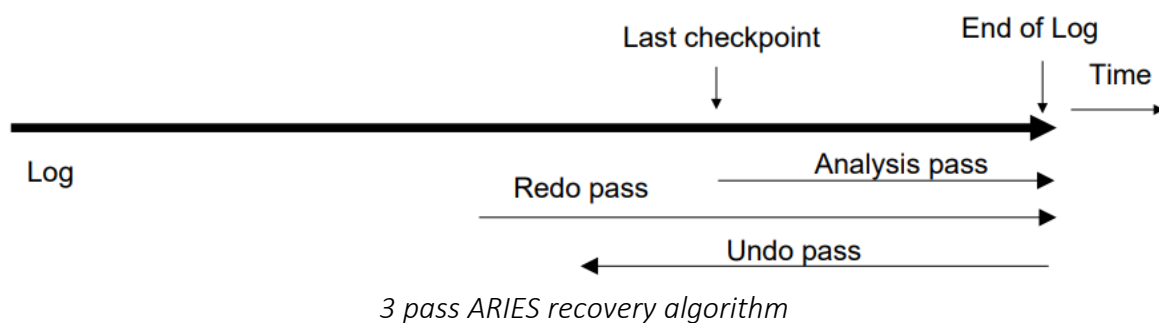 Last checkpoint
End of Log
Time
Log
Analysis pass
Redo pass
Undo pass
3 pass ARIES recovery algorithm